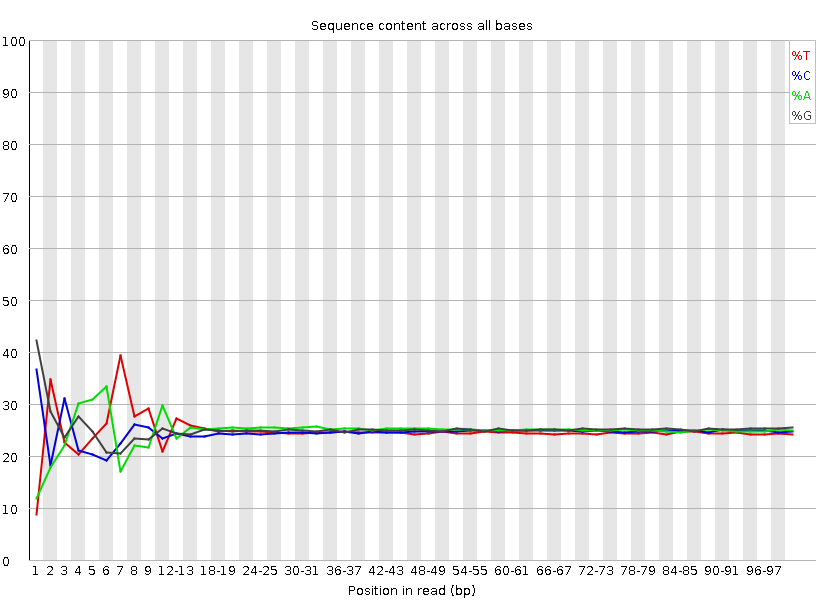 Sequence content across all bases
100
90
80
70
60
50
40
30
20
10
0
%T
%C
%A
%G
1 2 3 4 5 6 7 8 9 12-13 18-19 24-25 30-31 36-37 42-43 48-49 54-55 60-61 66-67 72-73 78-79 84-85 90-91 96-97
Position in read (bp)